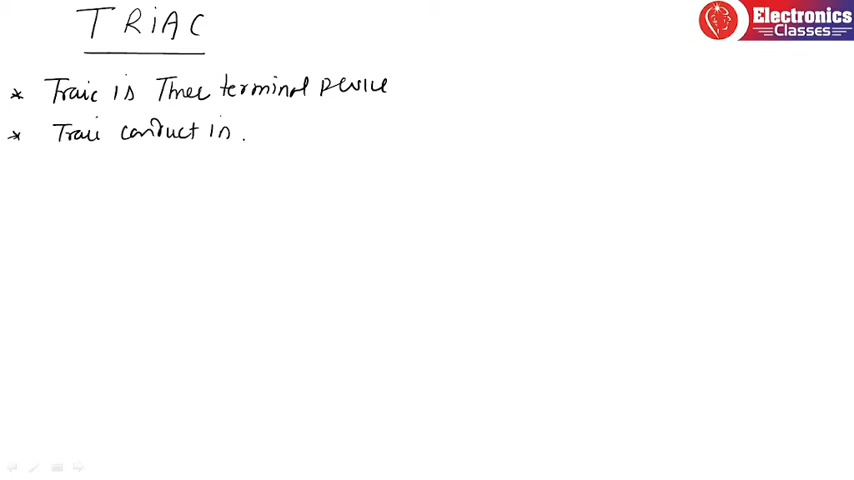 TRIAC
Electronics
Classes
* Traic is Three terminal Device
* Traic conduct in.